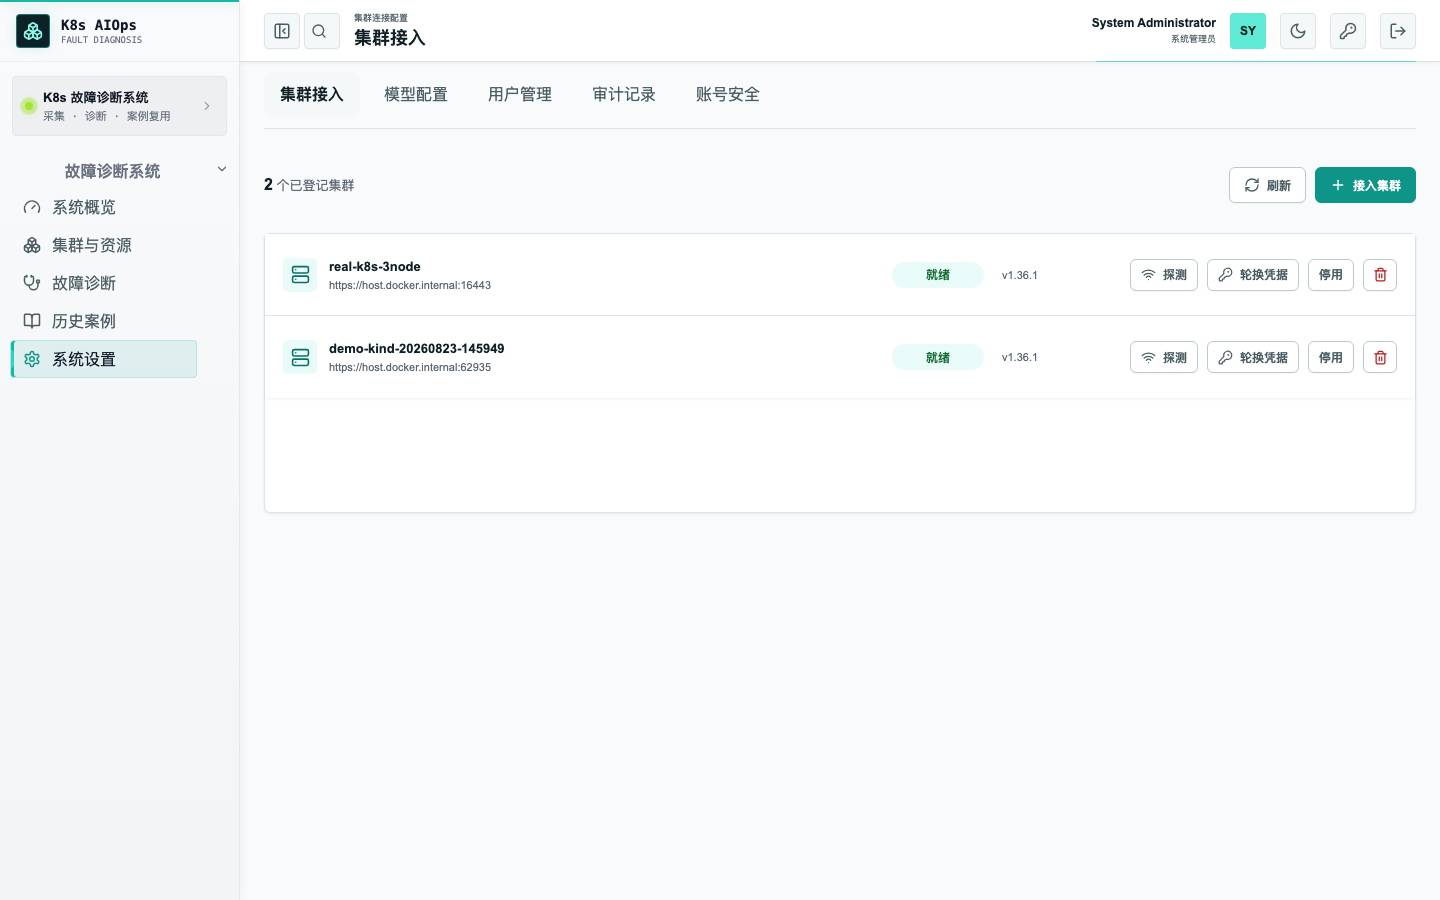 K8s AIOps
FAULT DIAGNOSIS
K8s 故障诊断系统
采集 · 诊断 · 案例复用
故障诊断系统
系统概览
集群与资源
故障诊断
历史案例
系统设置
集群连接配置
集群接入
System Administrator
系统管理员
SY
集群接入 模型配置 用户管理 审计记录 账号安全
2 个已登记集群
刷新
接入集群
real-k8s-3node
https://host.docker.internal:16443
就绪
v1.36.1
探测
轮换凭据
停用
demo-kind-20260823-145949
https://host.docker.internal:62935
就绪
v1.36.1
探测
轮换凭据
停用